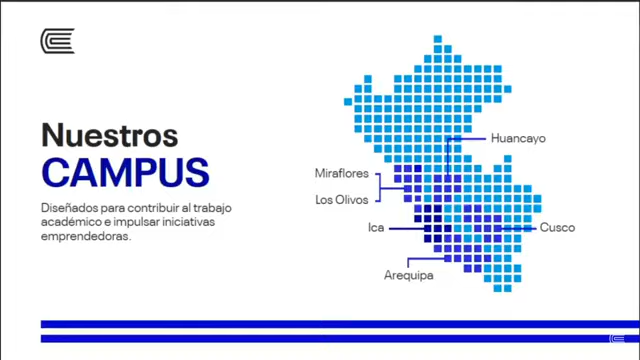 Nuestros
CAMPUS
Diseñados para contribuir al trabajo
académico e impulsar iniciativas
emprendedoras.
Huancayo
Miraflores
Los Olivos
Ica
Cusco
Arequipa